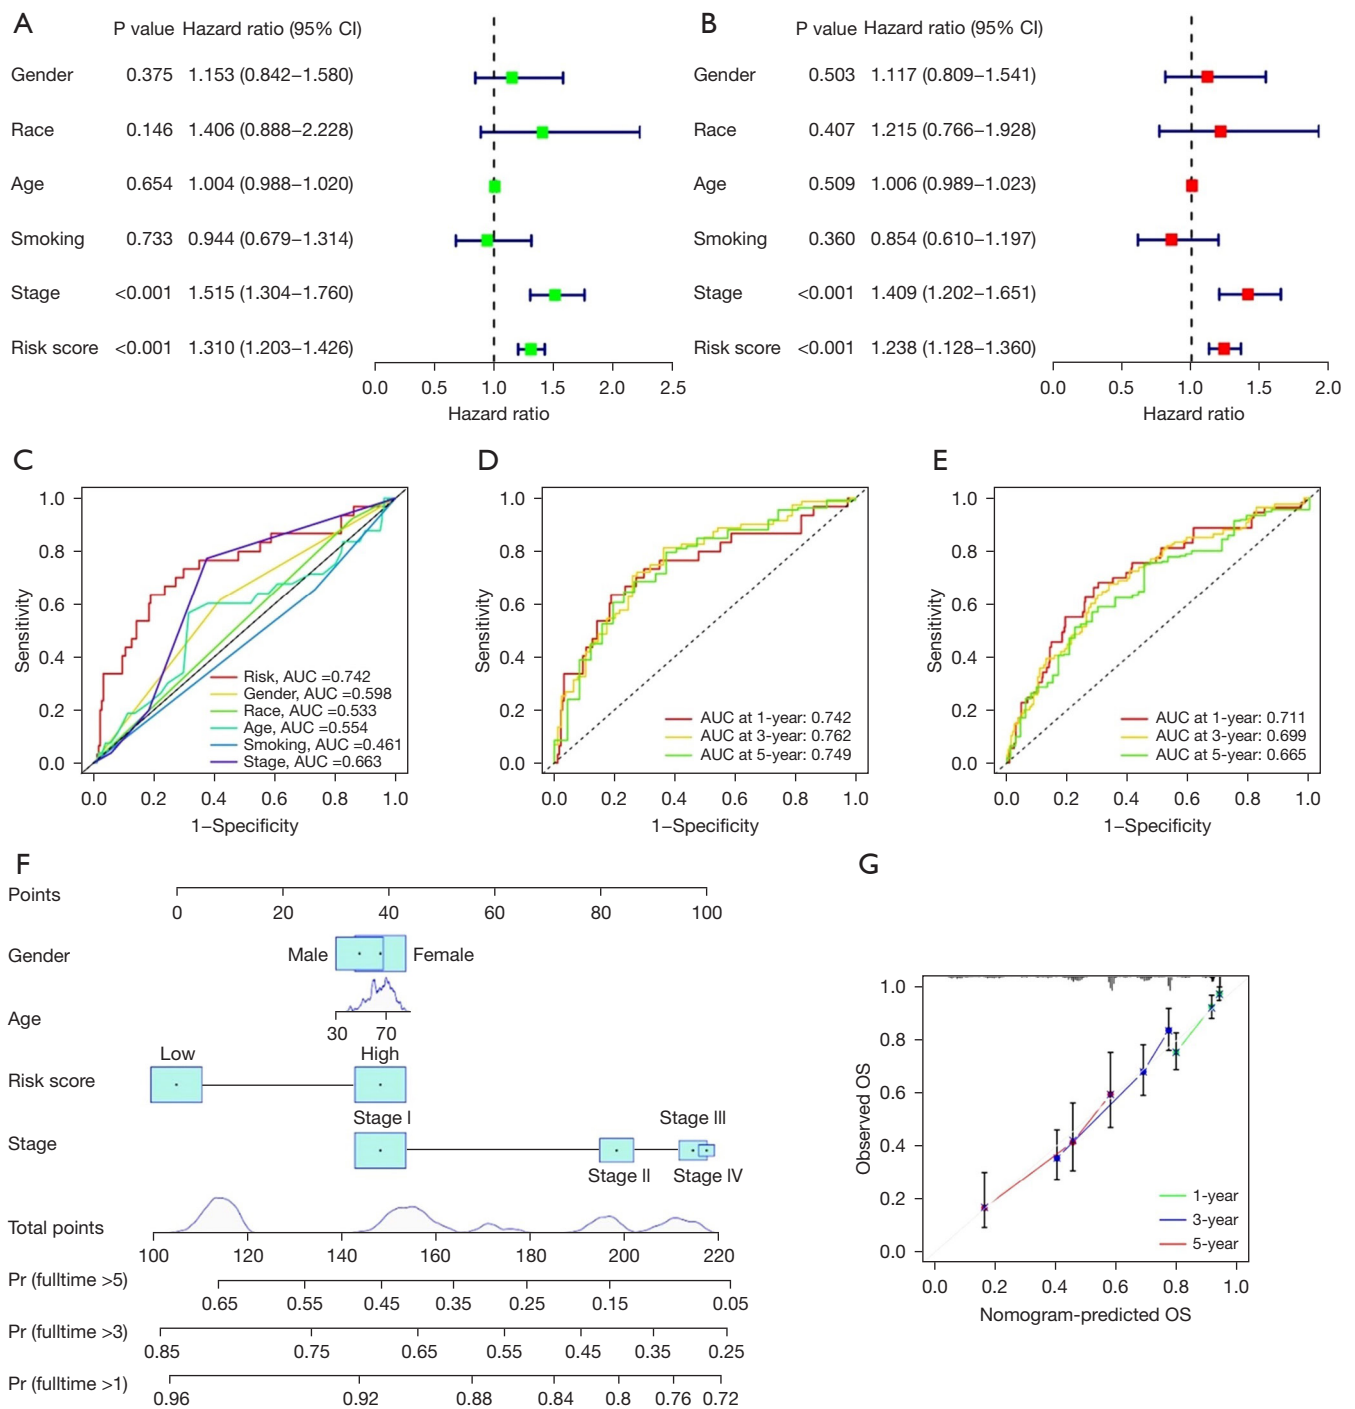 A
P value Hazard ratio (95% CI)
Gender 0.375 1.153 (0.842–1.580)
Race 0.146 1.406 (0.888–2.228)
Age 0.654 1.004 (0.988–1.020)
Smoking 0.733 0.944 (0.679–1.314)
Stage <0.001 1.515 (1.304–1.760)
Risk score <0.001 1.310 (1.203–1.426)
0.0 0.5 1.0 1.5 2.0 2.5
Hazard ratio
B
P value Hazard ratio (95% CI)
Gender 0.503 1.117 (0.809–1.541)
Race 0.407 1.215 (0.766–1.928)
Age 0.509 1.006 (0.989–1.023)
Smoking 0.360 0.854 (0.610–1.197)
Stage <0.001 1.409 (1.202–1.651)
Risk score <0.001 1.238 (1.128–1.360)
0.0 0.5 1.0 1.5 2.0
Hazard ratio
C
Sensitivity
1.0
0.8
0.6
0.4
0.2
0.0
Risk, AUC =0.742
Gender, AUC =0.598
Race, AUC =0.533
Age, AUC =0.554
Smoking, AUC =0.461
Stage, AUC =0.663
0.0 0.2 0.4 0.6 0.8 1.0
1–Specificity
D
Sensitivity
1.0
0.8
0.6
0.4
0.2
0.0
AUC at 1-year: 0.742
AUC at 3-year: 0.762
AUC at 5-year: 0.749
0.0 0.2 0.4 0.6 0.8 1.0
1–Specificity
E
Sensitivity
1.0
0.8
0.6
0.4
0.2
0.0
AUC at 1-year: 0.711
AUC at 3-year: 0.699
AUC at 5-year: 0.665
0.0 0.2 0.4 0.6 0.8 1.0
1–Specificity
F
Points
0 20 40 60 80 100
Gender Male Female
Age
30 70
Low High
Risk score
Stage I Stage III
Stage
Stage II Stage IV
Total points
100 120 140 160 180 200 220
Pr (fulltime >5)
0.65 0.55 0.45 0.35 0.25 0.15 0.05
Pr (fulltime >3)
0.85 0.75 0.65 0.55 0.45 0.35 0.25
Pr (fulltime >1)
0.96 0.92 0.88 0.84 0.8 0.76 0.72
G
Observed OS
1.0
0.8
0.6
0.4
0.2
0.0
1-year
3-year
5-year
0.0 0.2 0.4 0.6 0.8 1.0
Nomogram-predicted OS